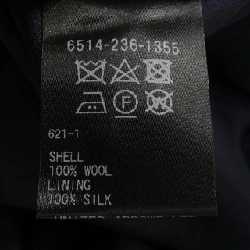 6514-236-1355
F
W
621-1
SHELL
100% WOOL
LINING
100% SILK